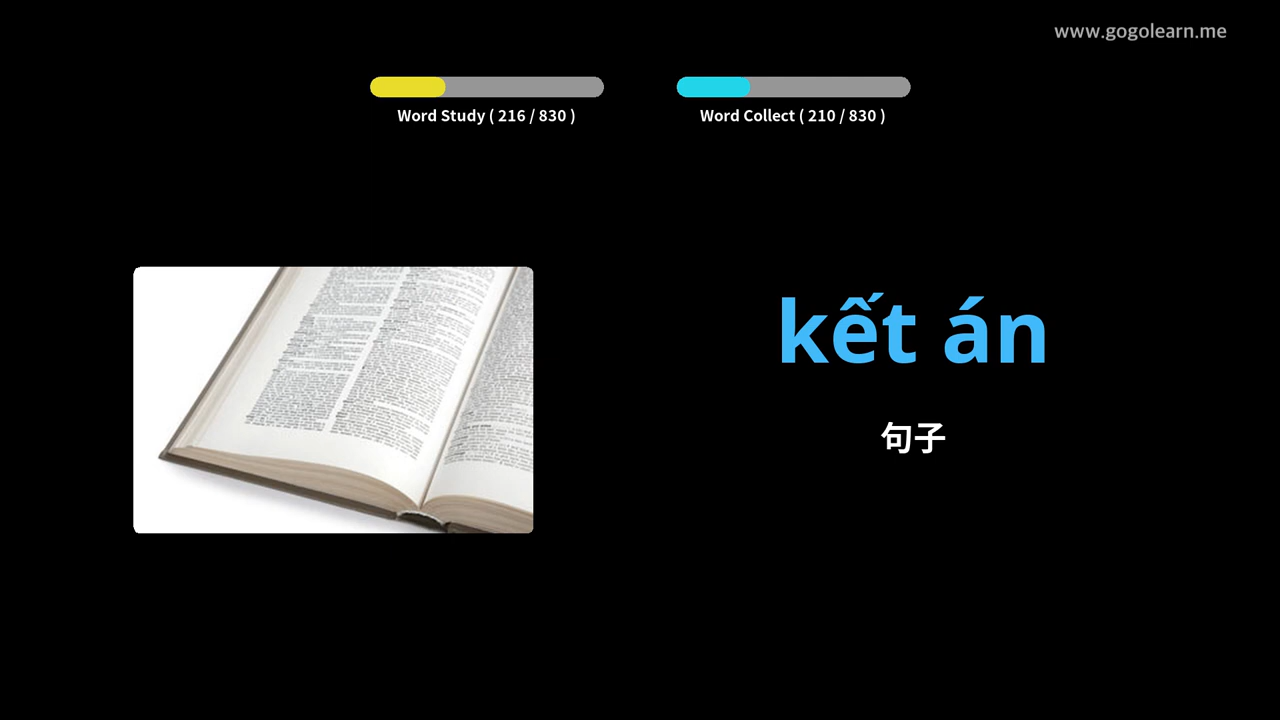 www.gogolearn.me
Word Study ( 216 / 830 )
Word Collect ( 210 / 830 )
kết án
句子